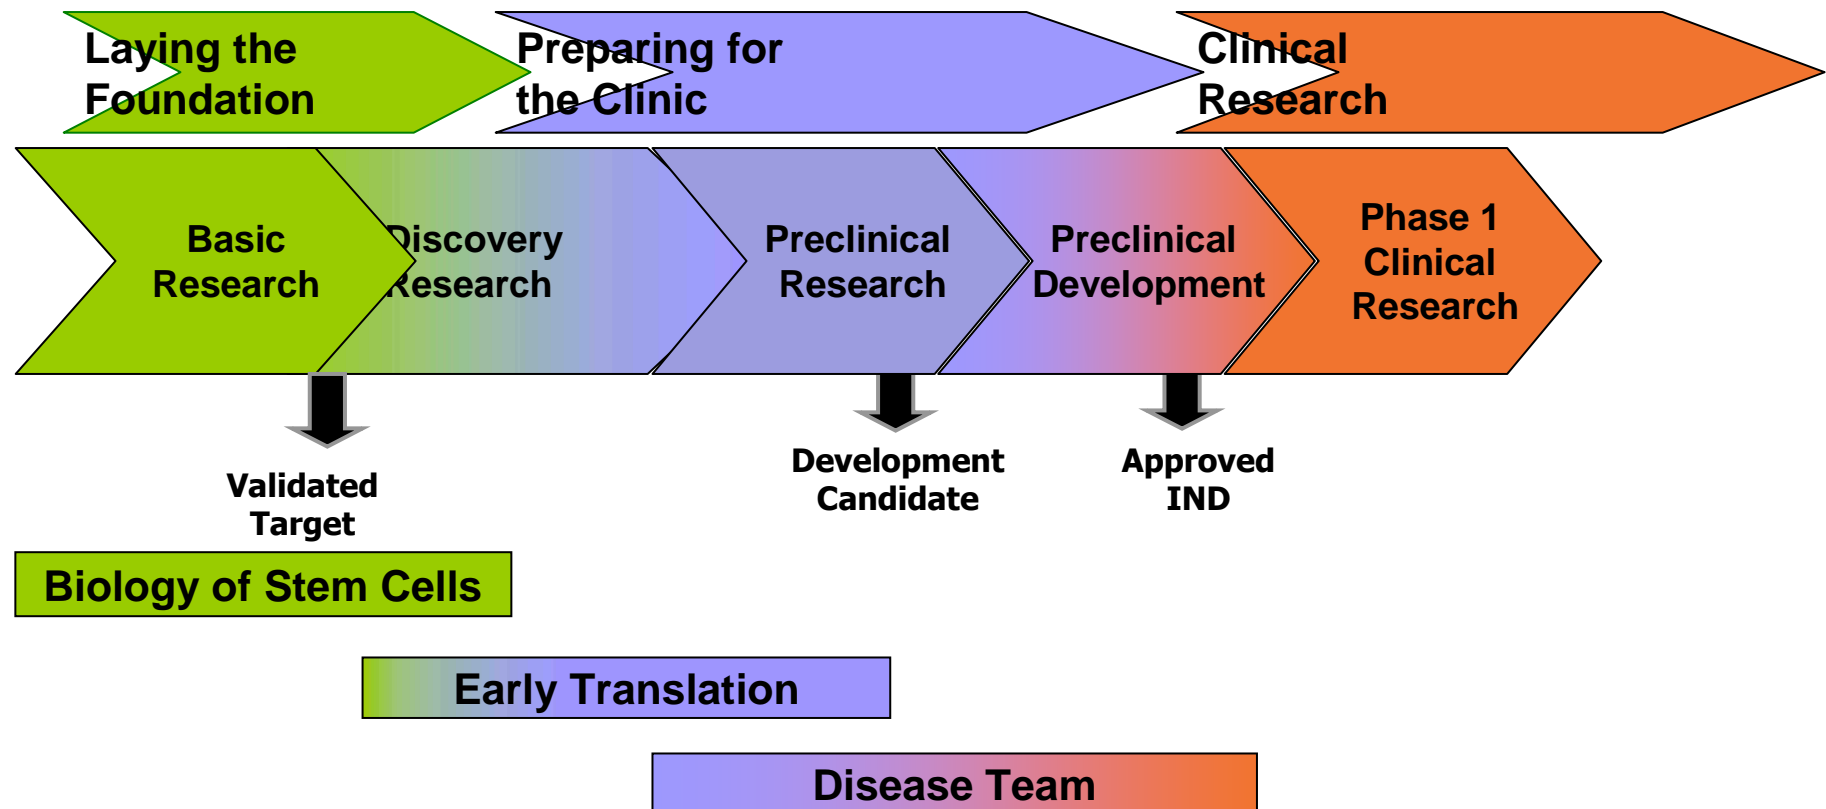 Laying the
Foundation
Preparing for
the Clinic
Clinical
Research
Basic
Research
Discovery
Research
Preclinical
Research
Preclinical
Development
Phase 1
Clinical
Research
Validated
Target
Development
Candidate
Approved
IND
Biology of Stem Cells
Early Translation
Disease Team